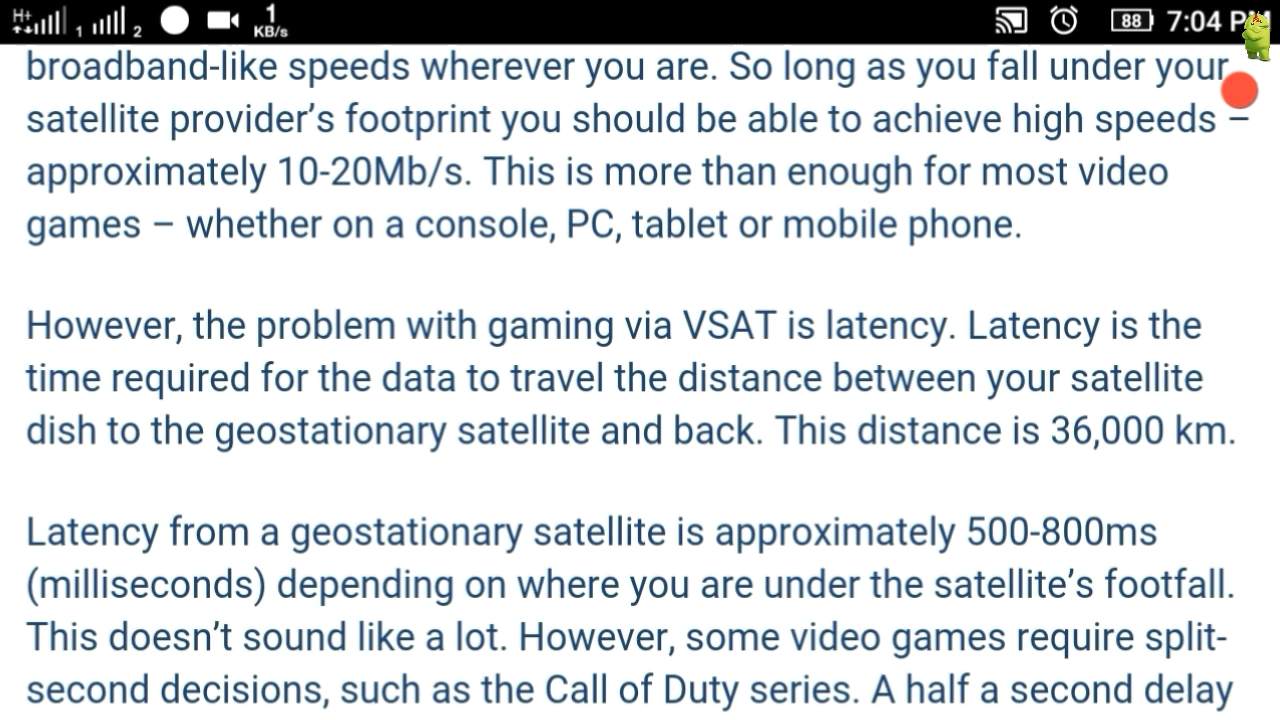 H+ 1 2 1 KB/s 88 7:04 PM
broadband-like speeds wherever you are. So long as you fall under your
satellite provider’s footprint you should be able to achieve high speeds –
approximately 10-20Mb/s. This is more than enough for most video
games – whether on a console, PC, tablet or mobile phone.
However, the problem with gaming via VSAT is latency. Latency is the
time required for the data to travel the distance between your satellite
dish to the geostationary satellite and back. This distance is 36,000 km.
Latency from a geostationary satellite is approximately 500-800ms
(milliseconds) depending on where you are under the satellite’s footfall.
This doesn’t sound like a lot. However, some video games require split-
second decisions, such as the Call of Duty series. A half a second delay